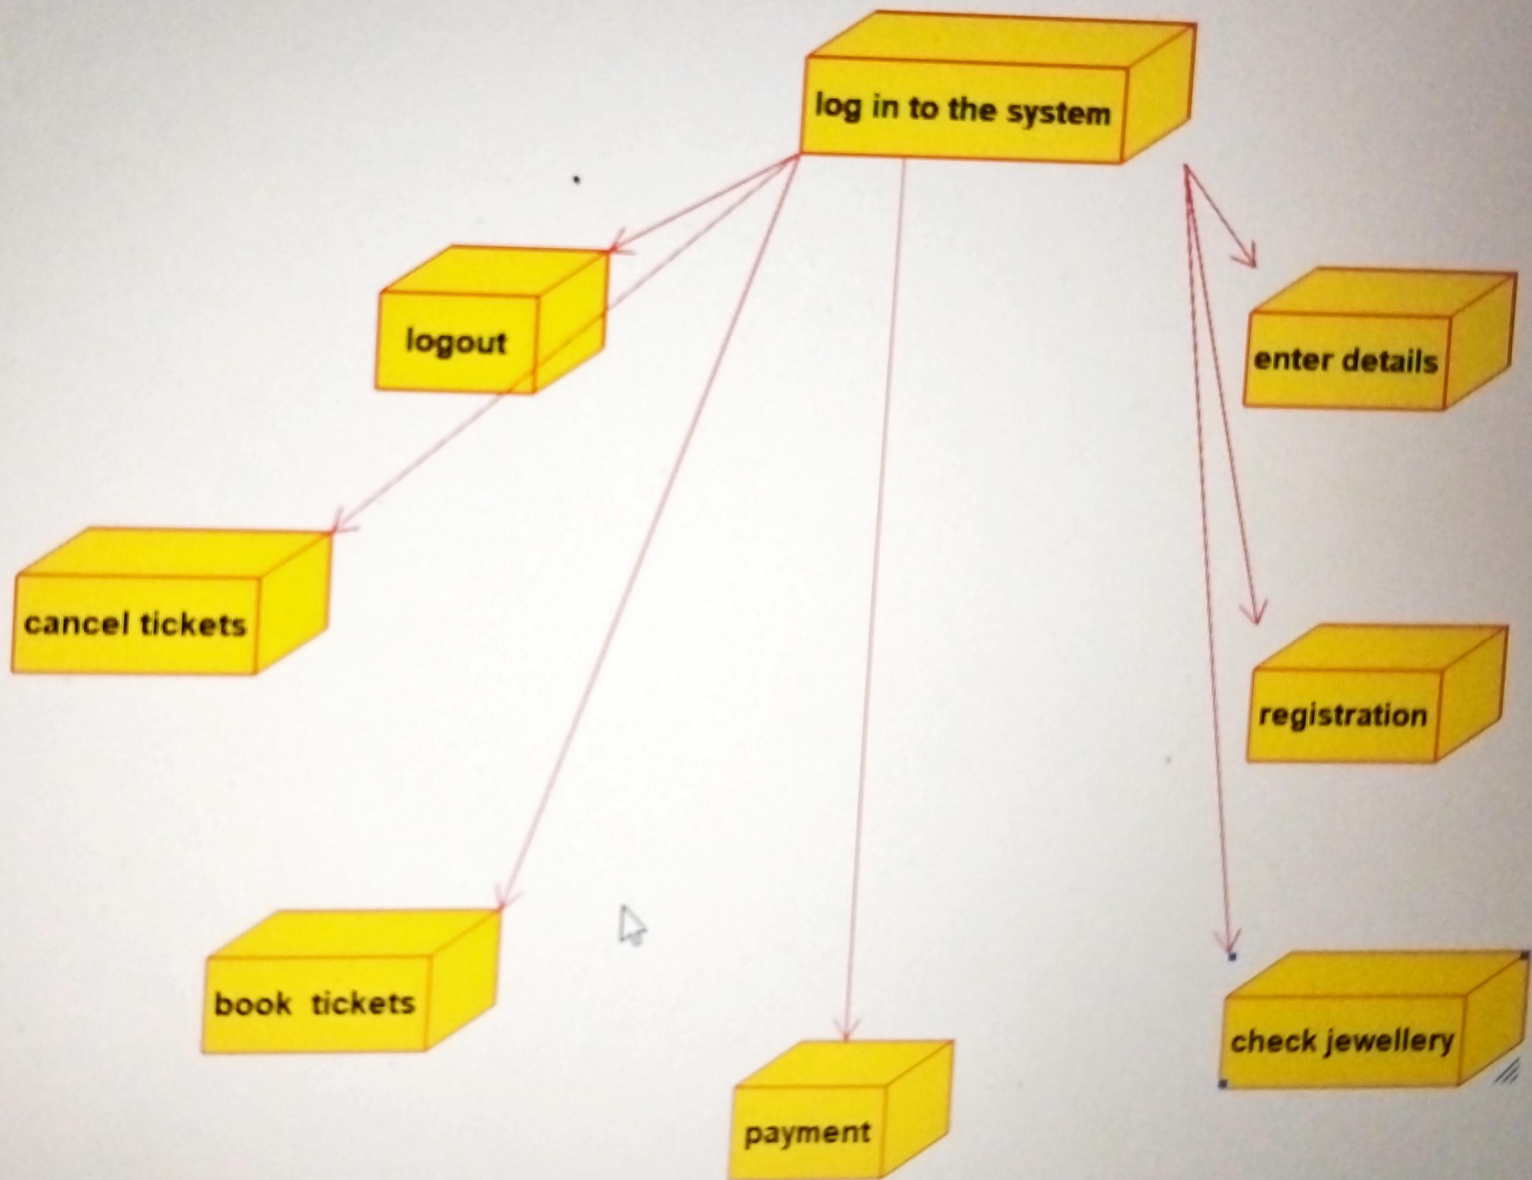 log in to the system
logout
enter details
cancel tickets
registration
book tickets
check jewellery
payment